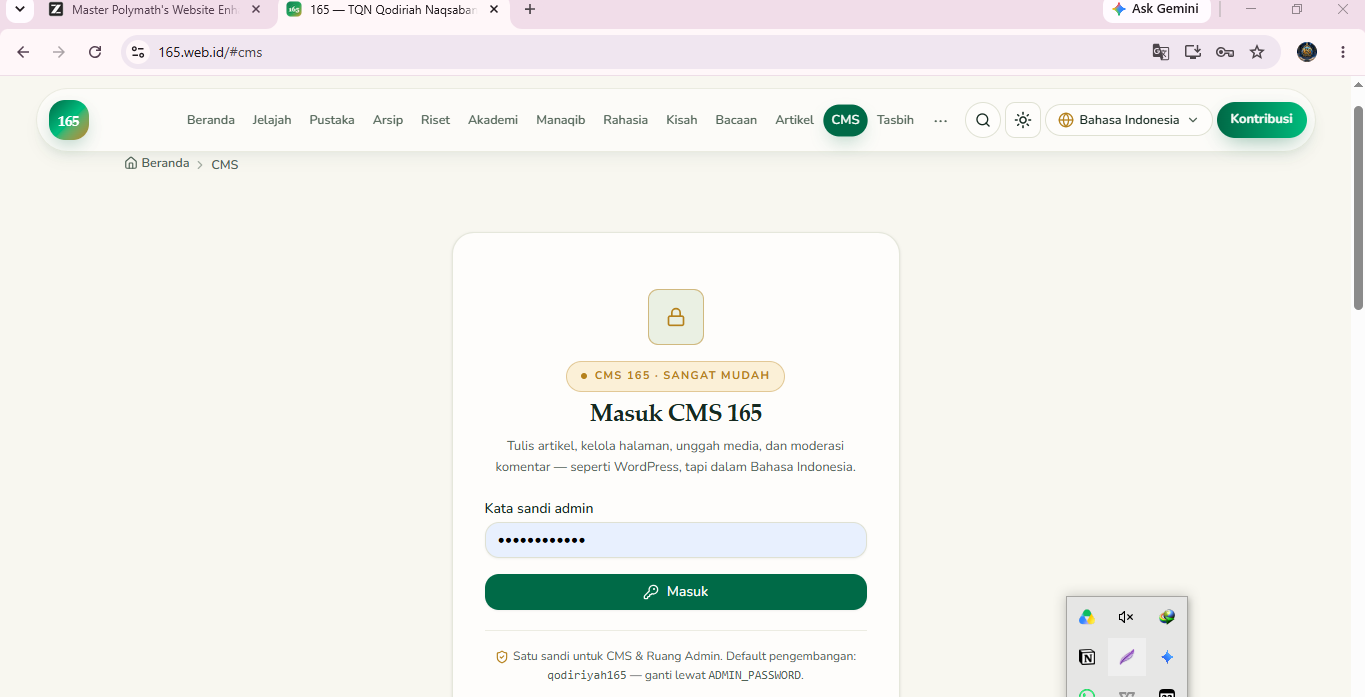 Master Polymath's Website Enh
165 — TQN Qodiriah Naqsaban
Ask Gemini
165.web.id/#cms
165
Beranda
Jelajah
Pustaka
Arsip
Riset
Akademi
Manaqib
Rahasia
Kisah
Bacaan
Artikel
CMS
Tasbih
...
Bahasa Indonesia
Kontribusi
Beranda > CMS
CMS 165 · SANGAT MUDAH
Masuk CMS 165
Tulis artikel, kelola halaman, unggah media, dan moderasi
komentar — seperti WordPress, tapi dalam Bahasa Indonesia.
Kata sandi admin
••••••••••••
Masuk
Satu sandi untuk CMS & Ruang Admin. Default pengembangan:
qodiriyah165 — ganti lewat ADMIN_PASSWORD.